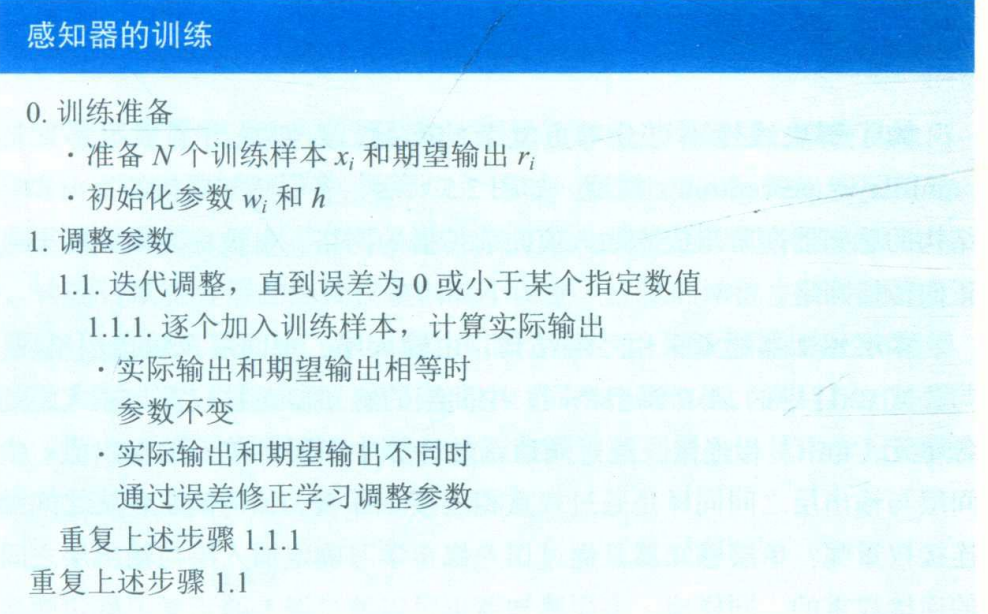 感知器的训练
0. 训练准备
· 准备 N 个训练样本 xᵢ 和期望输出 rᵢ
· 初始化参数 wᵢ 和 h
1. 调整参数
1.1. 迭代调整，直到误差为 0 或小于某个指定数值
1.1.1. 逐个加入训练样本，计算实际输出
· 实际输出和期望输出相等时
参数不变
· 实际输出和期望输出不同时
通过误差修正学习调整参数
重复上述步骤 1.1.1
重复上述步骤 1.1